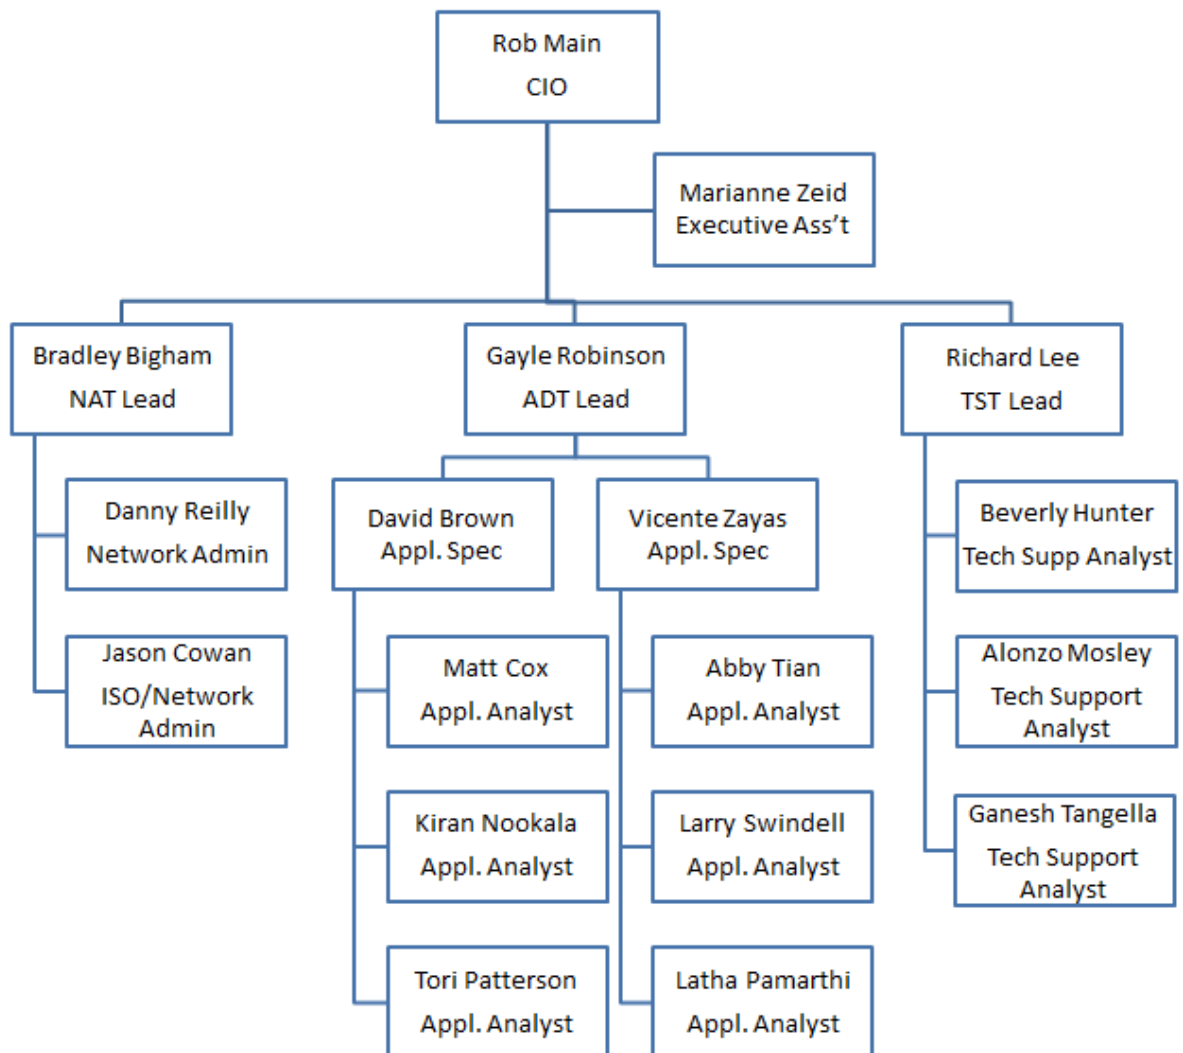 Rob Main
CIO
Marianne Zeid
Executive Ass't
Bradley Bigham
NAT Lead
Gayle Robinson
ADT Lead
Richard Lee
TST Lead
Danny Reilly
Network Admin
Jason Cowan
ISO/Network
Admin
David Brown
Appl. Spec
Matt Cox
Appl. Analyst
Kiran Nookala
Appl. Analyst
Tori Patterson
Appl. Analyst
Vicente Zayas
Appl. Spec
Abby Tian
Appl. Analyst
Larry Swindell
Appl. Analyst
Latha Pamarthi
Appl. Analyst
Beverly Hunter
Tech Supp Analyst
Alonzo Mosley
Tech Support
Analyst
Ganesh Tangella
Tech Support
Analyst